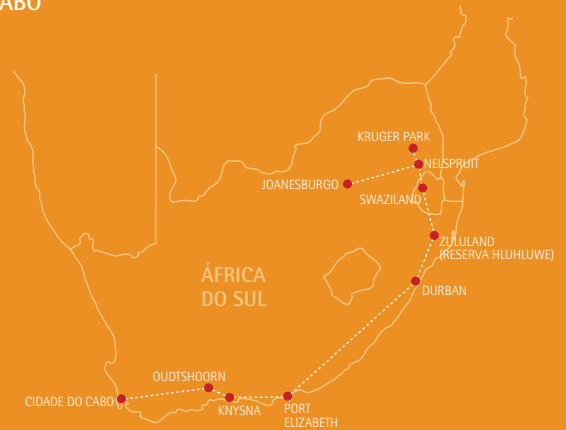 ABO
KRUGER PARK
NELSPRUIT
JOANESBURGO
SWAZILAND
ZULULAND
(RESERVA HLUHLUWE)
ÁFRICA
DO SUL
DURBAN
OUDTSHOORN
CIDADE DO CABO
KNYSNA
PORT
ELIZABETH